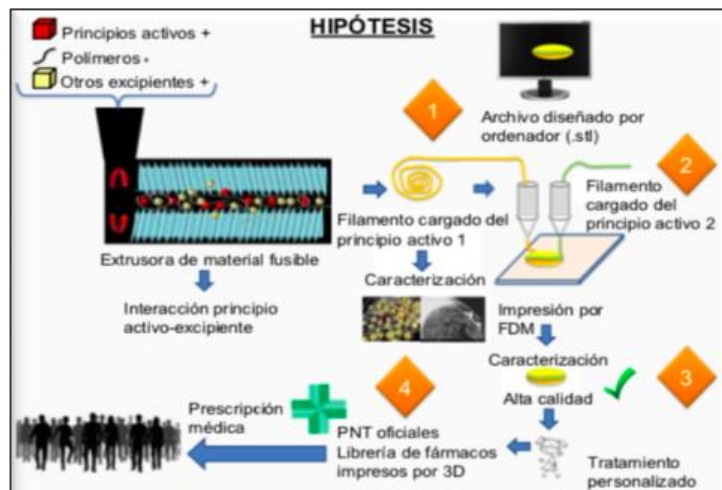 HIPÓTESIS
Principios activos +
Polímeros +
Otros excipientes +
1
Archivo diseñado por
ordenador (.stl)
2
Filamento
cargado del
principio activo 2
Filamento cargado del
principio activo 1
Extrusora de material fusible
Interacción principio
activo-excipiente
Caracterización
Impresión por
FDM
Caracterización
3
Alta calidad
4
Prescripción
médica
PNT oficiales
Librería de fármacos
impresos por 3D
Tratamiento
personalizado